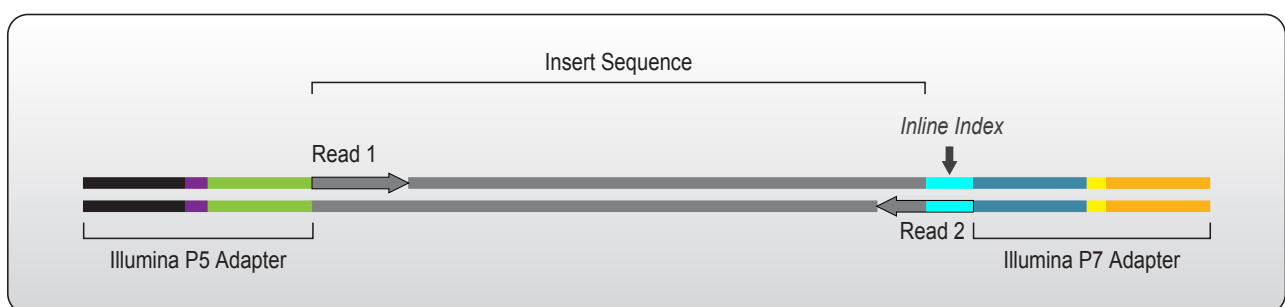 Insert Sequence
Inline Index
Read 1
Read 2
Illumina P5 Adapter
Illumina P7 Adapter